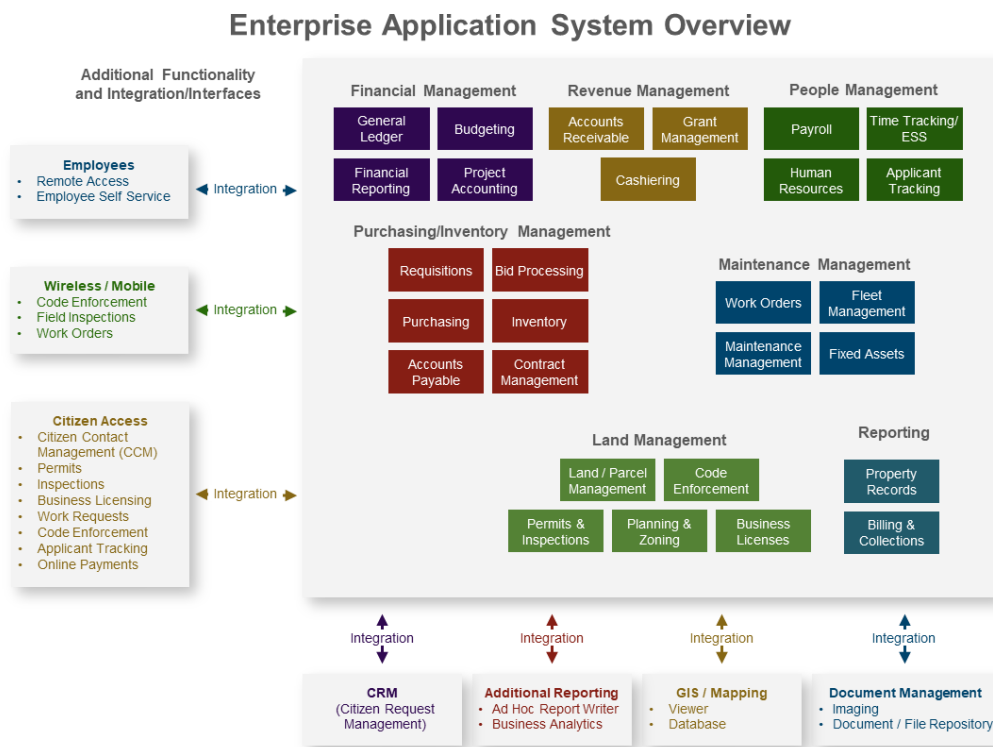 Enterprise Application System Overview
Additional Functionality
and Integration/Interfaces
Employees
• Remote Access
• Employee Self Service
Integration
Wireless / Mobile
• Code Enforcement
• Field Inspections
• Work Orders
Integration
Citizen Access
• Citizen Contact
Management (CCM)
• Permits
• Inspections
• Business Licensing
• Work Requests
• Code Enforcement
• Applicant Tracking
• Online Payments
Integration
Financial Management
General
Ledger
Budgeting
Financial
Reporting
Project
Accounting
Revenue Management
Accounts
Receivable
Grant
Management
Cashiering
People Management
Payroll
Time Tracking/
ESS
Human
Resources
Applicant
Tracking
Purchasing/Inventory Management
Requisitions
Bid Processing
Purchasing
Inventory
Accounts
Payable
Contract
Management
Maintenance Management
Work Orders
Fleet
Management
Maintenance
Management
Fixed Assets
Land Management
Land / Parcel
Management
Code
Enforcement
Permits &
Inspections
Planning &
Zoning
Business
Licenses
Reporting
Property
Records
Billing &
Collections
Integration
Integration
Integration
Integration
CRM
(Citizen Request
Management)
Additional Reporting
• Ad Hoc Report Writer
• Business Analytics
GIS / Mapping
• Viewer
• Database
Document Management
• Imaging
• Document / File Repository